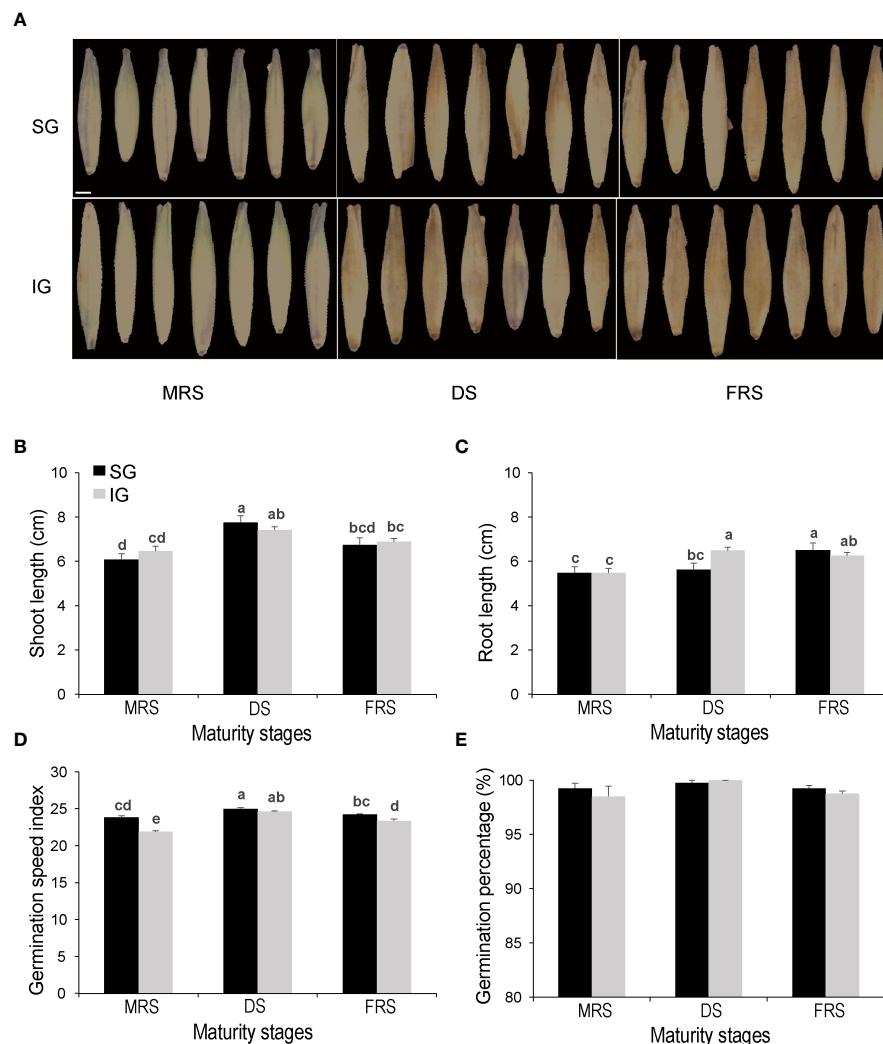 A
SG
IG
MRS DS FRS
B
Shoot length (cm)
10
8
6
4
2
0
SG
IG
d cd a ab bcd bc
MRS DS FRS
Maturity stages
C
Root length (cm)
10
8
6
4
2
0
c c bc a a ab
MRS DS FRS
Maturity stages
D
Germination speed index
30
25
20
15
10
5
0
cd e a ab bc d
MRS DS FRS
Maturity stages
E
Germination percentage (%)
100
95
90
85
80
MRS DS FRS
Maturity stages